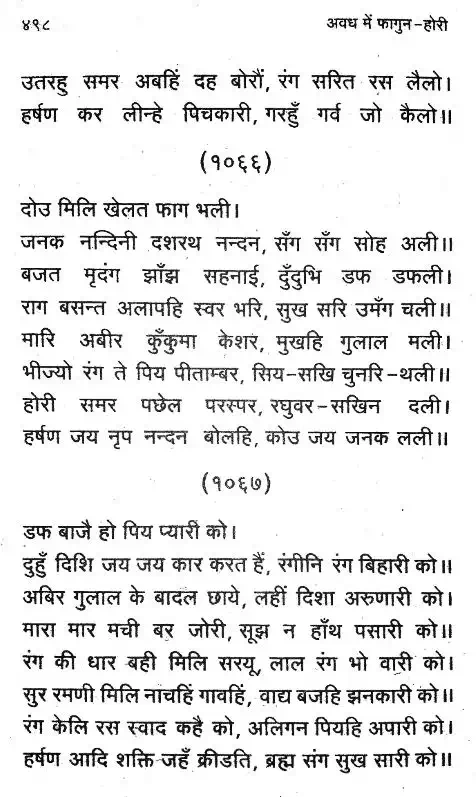 ४९८ अवध में फागुन-होरी
उतरहु समर अबहिं दह बोरौं, रंग सरित रस लैलो।
हर्षण कर लीन्हे पिचकारी, गरहुँ गर्व जो कैलो॥
(१०६६)
दोउ मिलि खेलत फाग भली।
जनक नन्दिनी दशरथ नन्दन, सँग सँग सोह अली॥
बजत मृदंग झाँझ सहनाई, दुँदुभि डफ डफली।
राग बसन्त अलापहि स्वर भरि, सुख सरि उमँग चली॥
मारि अबीर कुँकुमा केशर, मुखहि गुलाल मली।
भीज्यो रंग ते पिय पीताम्बर, सिय-सखि चुनरि-थली॥
होरी समर पछेल परस्पर, रघुवर-सखिन दली।
हर्षण जय नृप नन्दन बोलहि, कोउ जय जनक लली॥
(१०६७)
डफ बाजै हो पिय प्यारी को।
दुहुँ दिशि जय जय कार करत हैं, रंगीनि रंग बिहारी को॥
अबिर गुलाल के बादल छाये, लहीं दिशा अरुणारी को।
मारा मार मची बर जोरी, सूझ न हाँथ पसारी को॥
रंग की धार बही मिलि सरयू, लाल रंग भो वारी को।
सुर रमणी मिलि नाचहिं गावहिं, वाद्य बजहि झनकारी को॥
रंग केलि रस स्वाद कहै को, अलिगन पियहि अपारी को।
हर्षण आदि शक्ति जहँ क्रीडति, ब्रह्म संग सुख सारी को॥